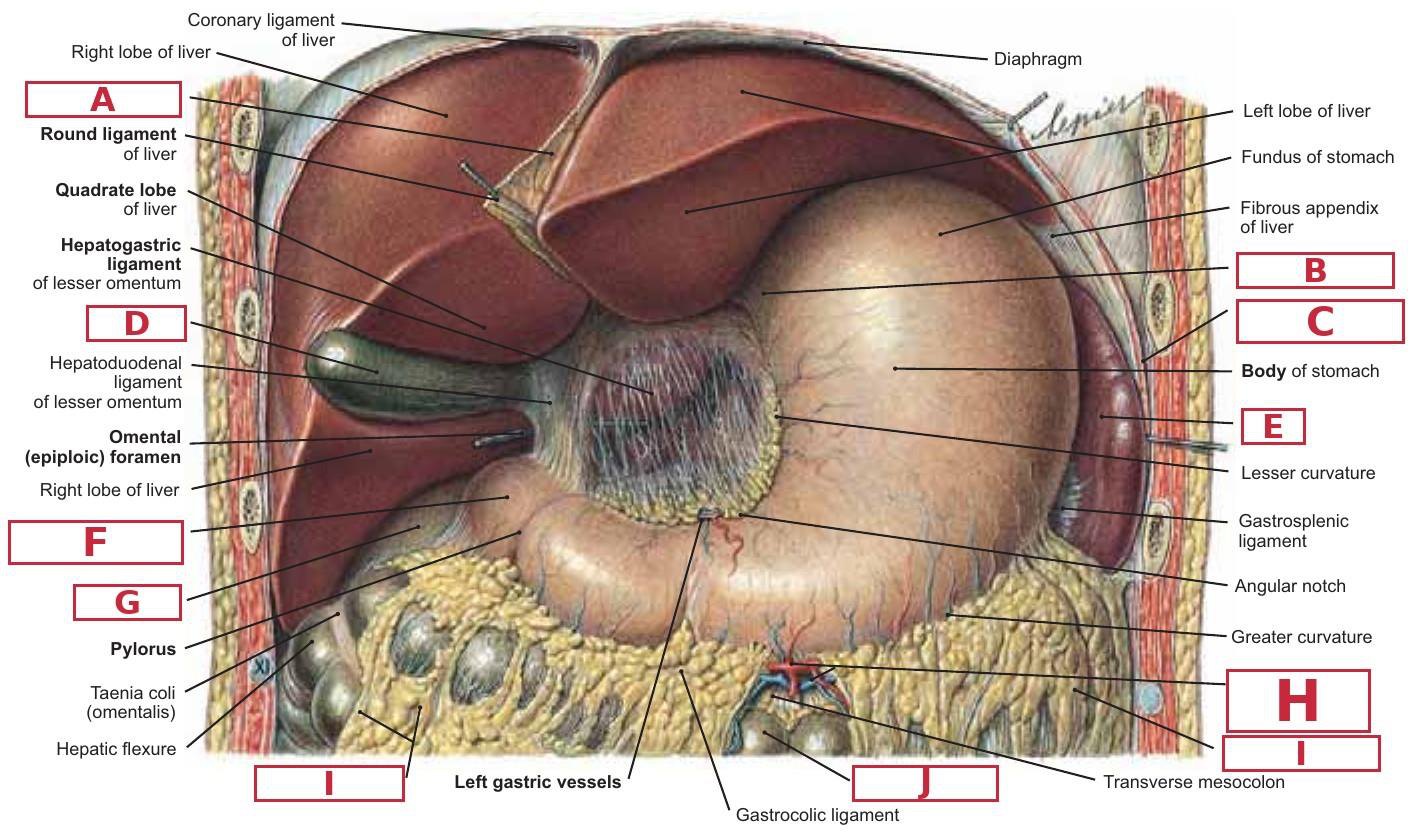 Coronary ligament
of liver
Right lobe of liver
A
Round ligament
of liver
Quadrate lobe
of liver
Hepatogastric
ligament
of lesser omentum
D
Hepatoduodenal
ligament
of lesser omentum
Omental
(epiploic) foramen
Right lobe of liver
F
G
Pylorus
Taenia coli
(omentalis)
Hepatic flexure
XI
I
Left gastric vessels
Gastrocolic ligament
J
Transverse mesocolon
Diaphragm
Left lobe of liver
Fundus of stomach
Fibrous appendix
of liver
B
C
Body of stomach
E
Lesser curvature
Gastrosplenic
ligament
Angular notch
Greater curvature
H
I